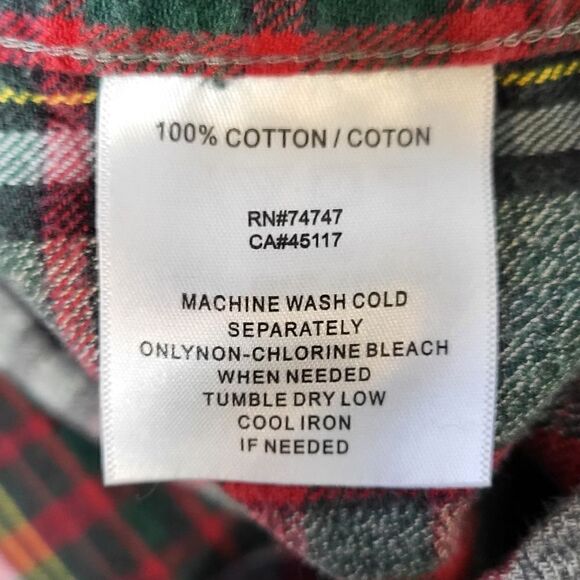 100% COTTON / COTON
RN#74747
CA#45117
MACHINE WASH COLD
SEPARATELY
ONLYNON-CHLORINE BLEACH
WHEN NEEDED
TUMBLE DRY LOW
COOL IRON
IF NEEDED